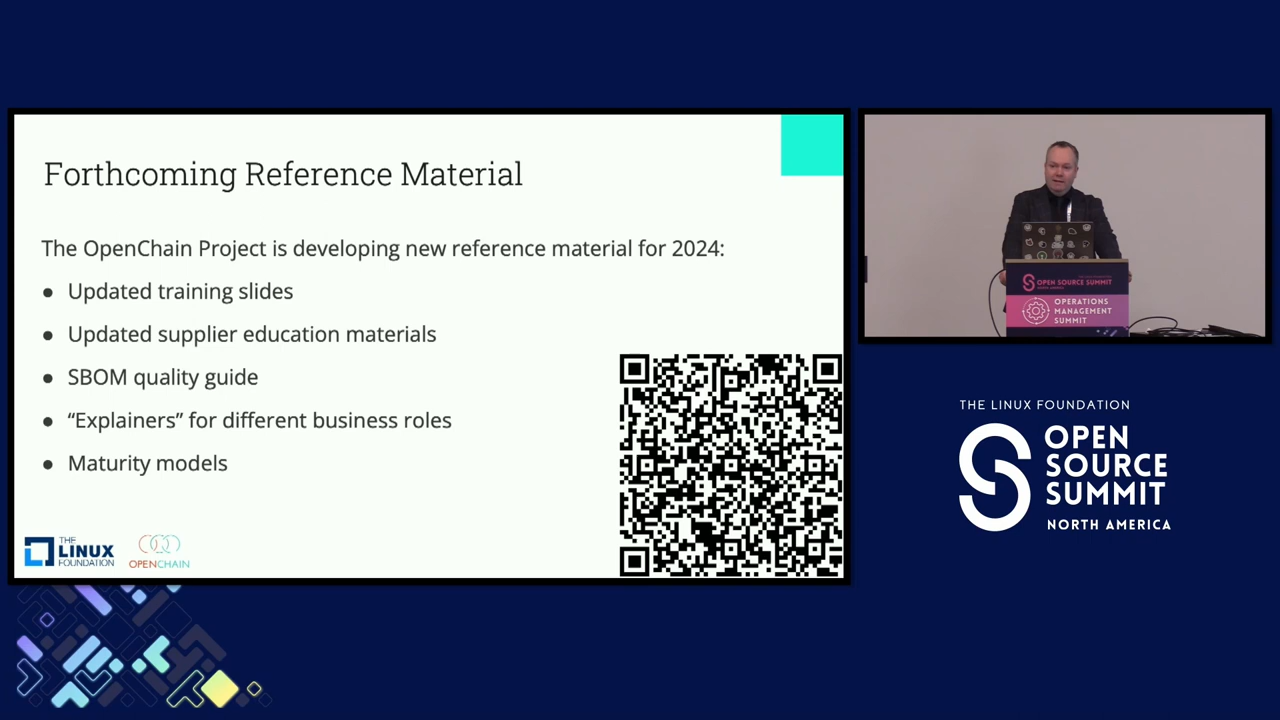 Forthcoming Reference Material
The OpenChain Project is developing new reference material for 2024:
● Updated training slides
● Updated supplier education materials
● SBOM quality guide
● “Explainers” for different business roles
● Maturity models
THE
LINUX
FOUNDATION
OPENCHAIN
OPEN SOURCE SUMMIT
OPERATIONS
MANAGEMENT
SUMMIT
THE LINUX FOUNDATION
OPEN
SOURCE
SUMMIT
NORTH AMERICA